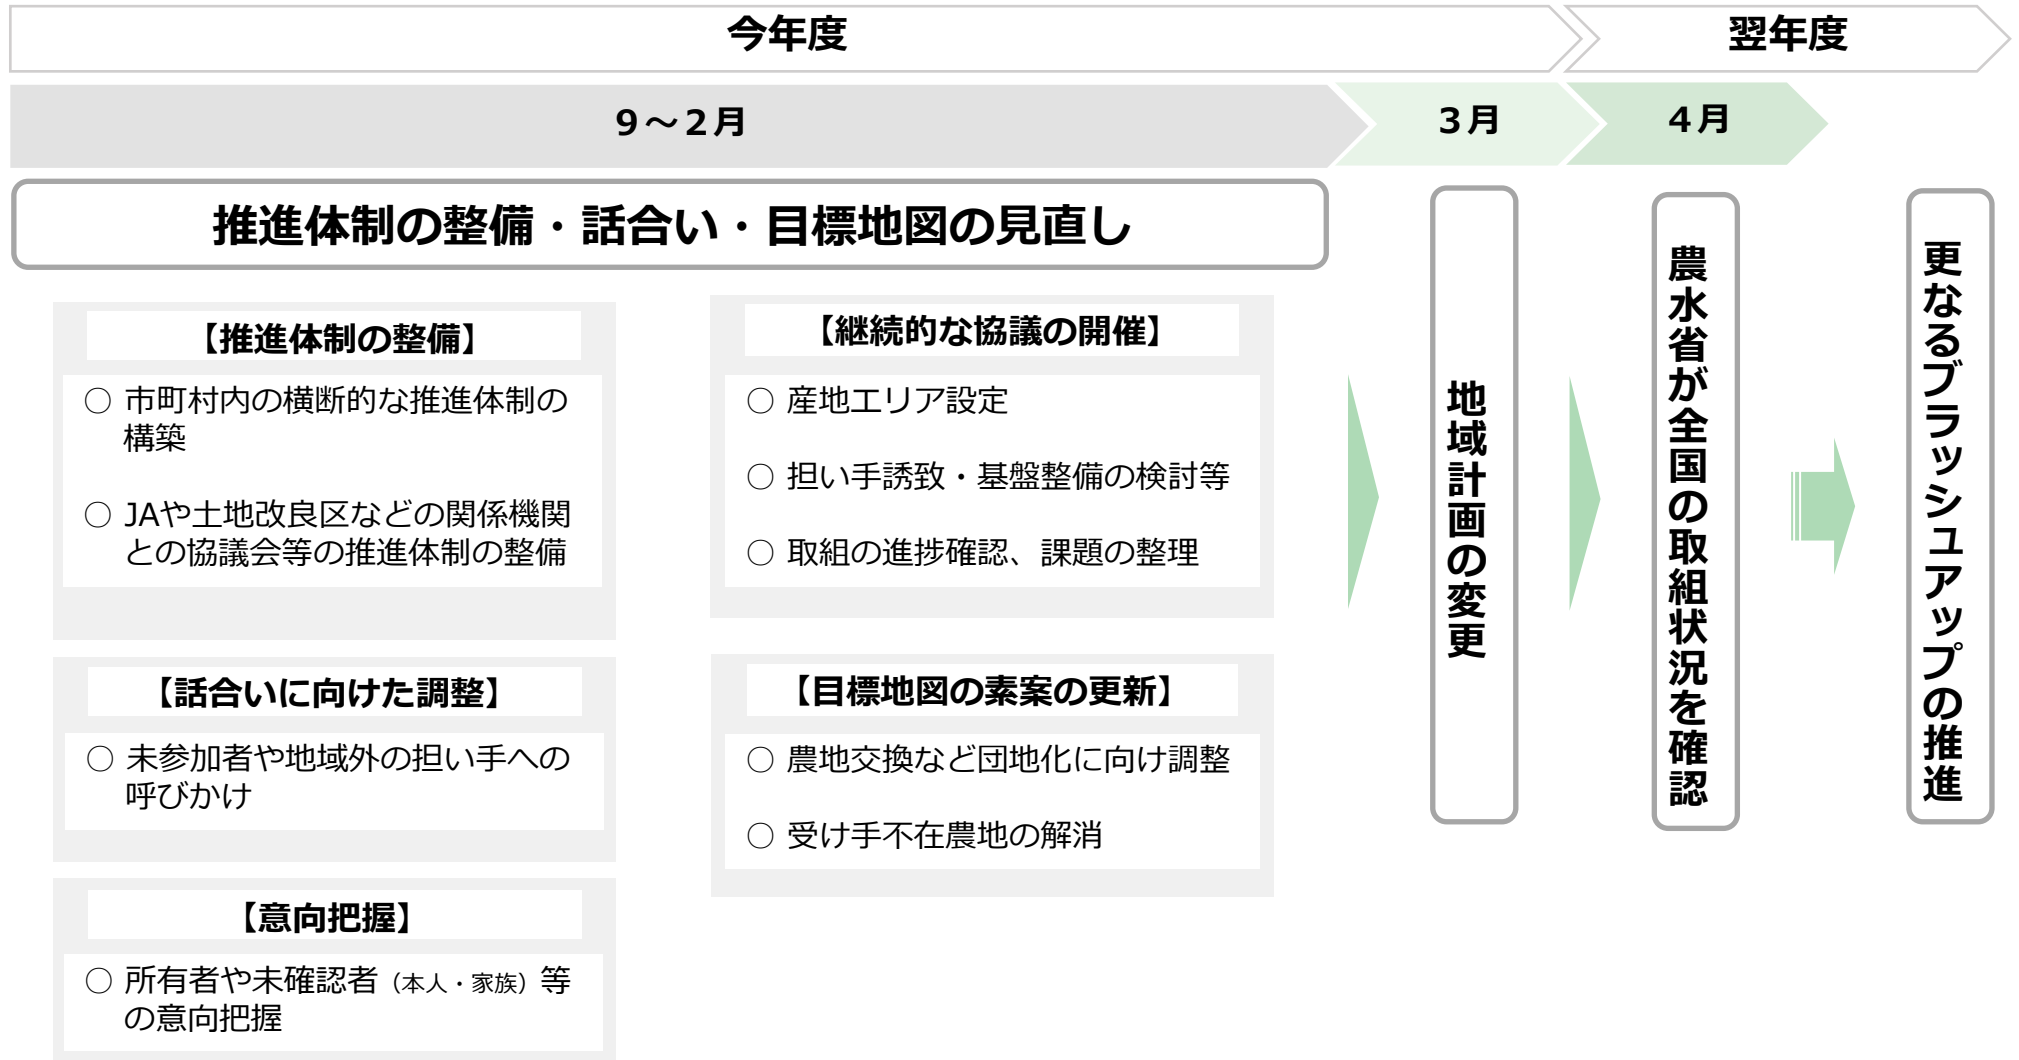 今年度
翌年度
9～2月
3月
4月
推進体制の整備・話合い・目標地図の見直し
【推進体制の整備】
○ 市町村内の横断的な推進体制の
構築
○ JAや土地改良区などの関係機関
との協議会等の推進体制の整備
【話合いに向けた調整】
○ 未参加者や地域外の担い手への
呼びかけ
【意向把握】
○ 所有者や未確認者（本人・家族）等
の意向把握
【継続的な協議の開催】
○ 産地エリア設定
○ 担い手誘致・基盤整備の検討等
○ 取組の進捗確認、課題の整理
【目標地図の素案の更新】
○ 農地交換など団地化に向け調整
○ 受け手不在農地の解消
地域計画の変更
農水省が全国の取組状況を確認
更なるブラッシュアップの推進